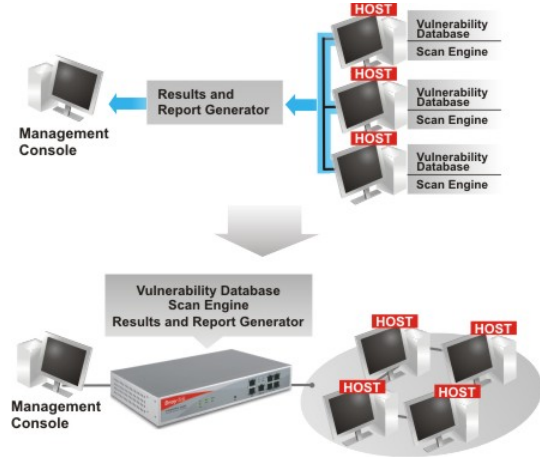 HOST
Vulnerability
Database
Scan Engine
HOST
Vulnerability
Database
Scan Engine
HOST
Vulnerability
Database
Scan Engine
Results and
Report Generator
Management
Console
Vulnerability Database
Scan Engine
Results and Report Generator
Management
Console
HOST
HOST
HOST
HOST